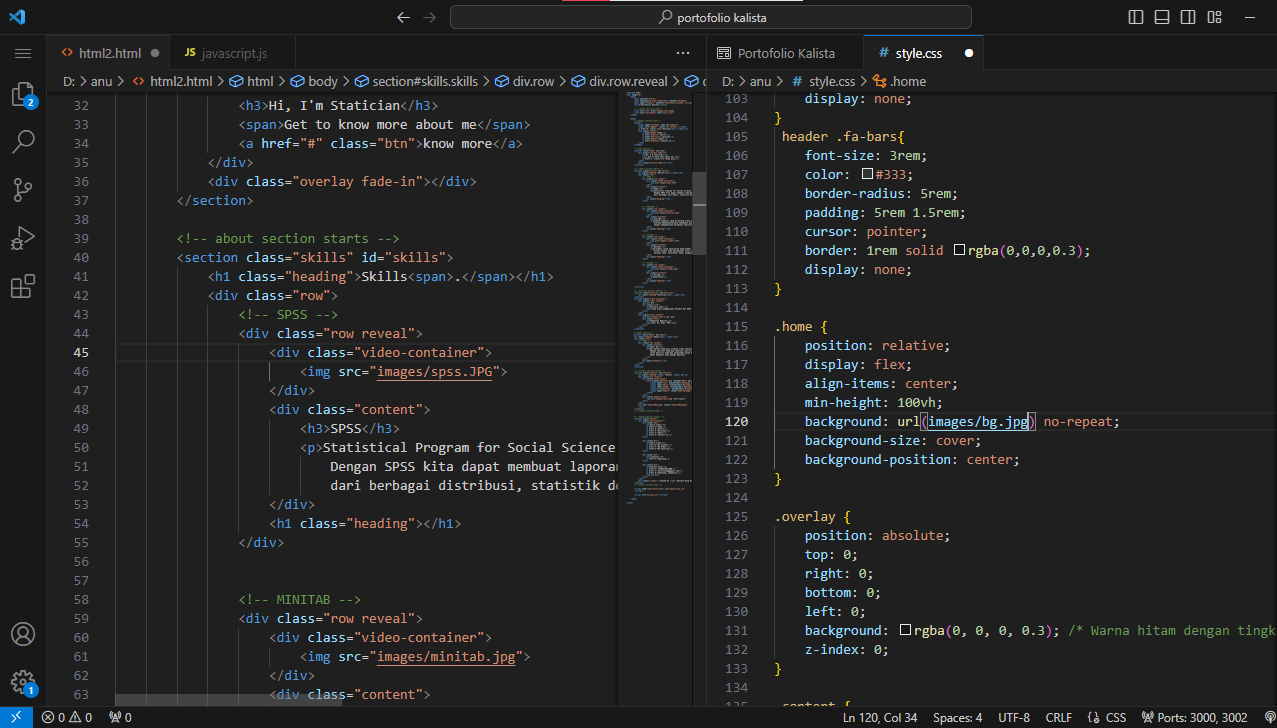 portofolio kalista
html2.html
JS javascript.js
Portofolio Kalista
# style.css
D: > anu > html2.html > html > body > section#skills.skills > div.row > div.row.reveal >
D: > anu > # style.css > .home
32 <h3>Hi, I'm Statician</h3>
33 <span>Get to know more about me</span>
34 <a href="#" class="btn">know more</a>
35 </div>
36 <div class="overlay fade-in"></div>
37 </section>
38
39 <!-- about section starts -->
40 <section class="skills" id="skills">
41 <h1 class="heading">Skills<span>.</span></h1>
42 <div class="row">
43 <!-- SPSS -->
44 <div class="row reveal">
45 <div class="video-container">
46 <img src="images/spss.JPG">
47 </div>
48 <div class="content">
49 <h3>SPSS</h3>
50 <p>Statistical Program for Social Science
51 Dengan SPSS kita dapat membuat laporan
52 dari berbagai distribusi, statistik de
53 </div>
54 <h1 class="heading"></h1>
55 </div>
56
57
58 <!-- MINITAB -->
59 <div class="row reveal">
60 <div class="video-container">
61 <img src="images/minitab.jpg">
62 </div>
63 <div class="content">
103 display: none;
104 }
105 header .fa-bars{
106 font-size: 3rem;
107 color: #333;
108 border-radius: 5rem;
109 padding: 5rem 1.5rem;
110 cursor: pointer;
111 border: 1rem solid rgba(0,0,0,0.3);
112 display: none;
113 }
114
115 .home {
116 position: relative;
117 display: flex;
118 align-items: center;
119 min-height: 100vh;
120 background: url(images/bg.jpg) no-repeat;
121 background-size: cover;
122 background-position: center;
123 }
124
125 .overlay {
126 position: absolute;
127 top: 0;
128 right: 0;
129 bottom: 0;
130 left: 0;
131 background: rgba(0, 0, 0, 0.3); /* Warna hitam dengan tingk
132 z-index: 0;
133 }
134
.content {
2
1
0 0 0
Ln 120, Col 34 Spaces: 4 UTF-8 CRLF {} CSS Ports: 3000, 3002